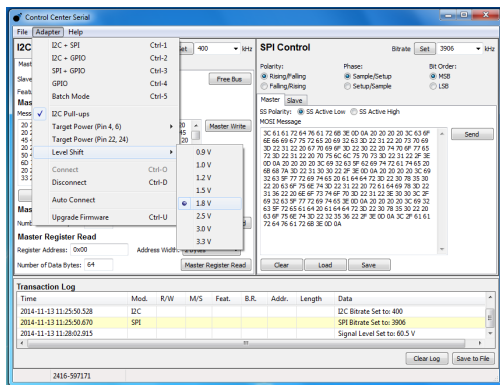 Control Center Serial
File Adapter Help
I2C + SPI Ctrl-1
I2C + GPIO Ctrl-2
SPI + GPIO Ctrl-3
GPIO Ctrl-4
Batch Mode Ctrl-5
I2C Pull-ups
Target Power (Pin 4, 6)
Target Power (Pin 22, 24)
Level Shift
Connect Ctrl-O
Disconnect Ctrl-D
Auto Connect
Upgrade Firmware Ctrl-U
0.9 V
1.0 V
1.2 V
1.5 V
1.8 V
2.5 V
3.0 V
3.3 V
Set 400 kHz
Free Bus
Master Write
Master Register Read
Register Address: 0x00 Address Width:
Number of Data Bytes: 64 Master Register Read
SPI Control Bitrate Set 3906 kHz
Polarity: Phase: Bit Order:
Rising/Falling Sample/Setup MSB
Falling/Rising Setup/Sample LSB
Master Slave
SS Polarity: SS Active Low SS Active High
MOSI Message
3C 61 61 72 64 76 61 72 6B 3E 0D 0A 20 20 20 20 3C 63 6F
6E 66 69 67 75 72 65 20 69 32 63 3D 22 31 22 20 73 70 69
3D 22 31 22 20 67 70 69 6F 3D 22 30 22 20 74 70 6F 77 65
72 3D 22 31 22 20 70 75 6C 6C 75 70 73 3D 22 31 22 2F 3E
0D 0A 20 20 20 20 3C 69 32 63 5F 62 69 74 72 61 74 65 20
6B 68 7A 3D 22 31 30 30 22 2F 3E 0D 0A 20 20 20 20 3C 69
32 63 5F 77 72 69 74 65 20 61 64 64 72 3D 22 30 78 35 30
22 20 63 6F 75 6E 74 3D 22 31 22 20 72 61 64 69 78 3D 22
31 36 22 20 6E 6F 73 74 6F 70 3D 22 31 22 3E 30 30 3C 2F
69 32 63 5F 77 72 69 74 65 3E 0D 0A 20 20 20 20 3C 69 32
63 5F 72 65 61 64 20 61 64 64 72 3D 22 30 78 35 30 22 20
63 6F 75 6E 74 3D 22 32 35 36 22 2F 3E 0D 0A 3C 2F 61 61
72 64 76 61 72 6B 3E 0D 0A
Send
Clear Load Save
Transaction Log
Time Mod. R/W M/S Feat. B.R. Addr. Length Data
2014-11-13 11:25:50.528 I2C I2C Bitrate Set to: 400
2014-11-13 11:25:50.670 SPI SPI Bitrate Set to: 3906
2014-11-13 11:28:02.915 Signal Level Set to: 60.5 V
Clear Log Save to File
2416-597171